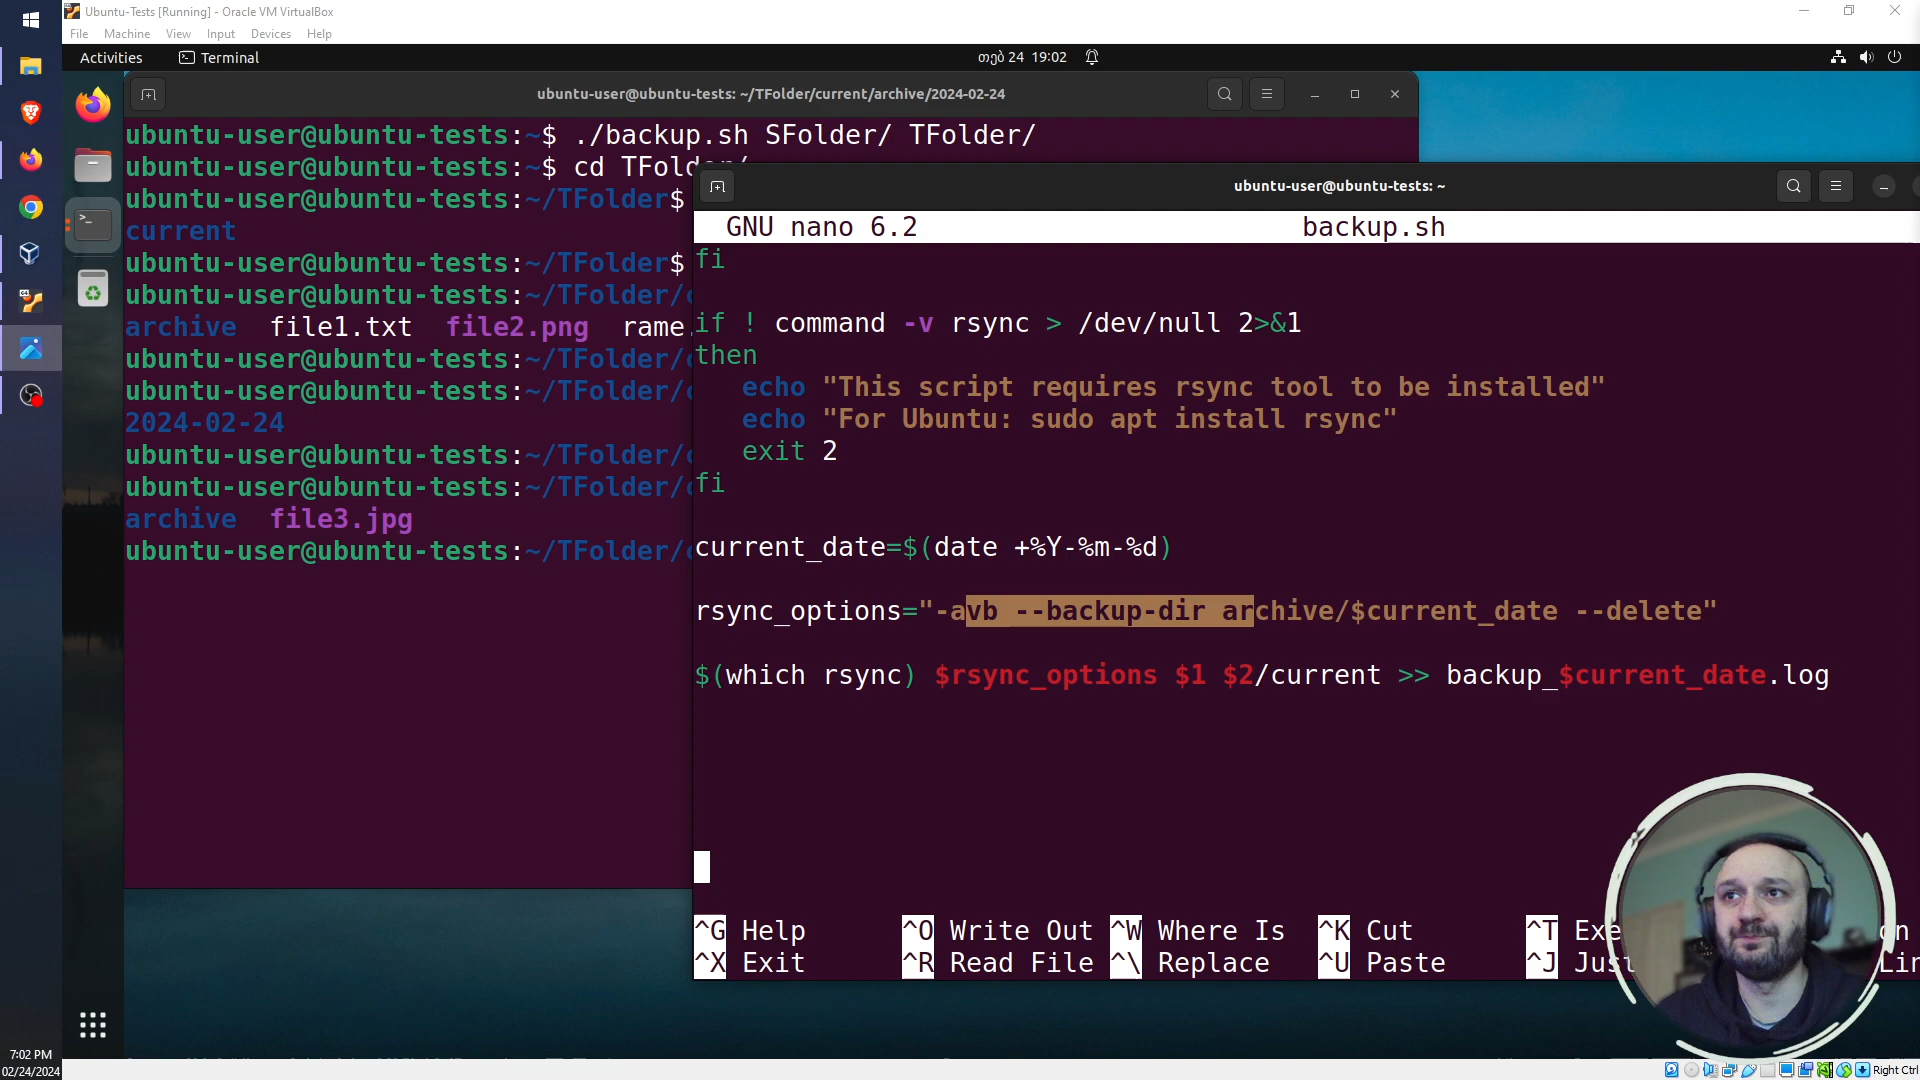 Ubuntu-Tests [Running] - Oracle VM VirtualBox
File Machine View Input Devices Help
Activities Terminal თებ 24 19:02
ubuntu-user@ubuntu-tests: ~/TFolder/current/archive/2024-02-24
ubuntu-user@ubuntu-tests:~$ ./backup.sh SFolder/ TFolder/
ubuntu-user@ubuntu-tests:~$ cd TFolder/
ubuntu-user@ubuntu-tests:~/TFolder$
current
ubuntu-user@ubuntu-tests:~/TFolder$
ubuntu-user@ubuntu-tests:~/TFolder/c
archive file1.txt file2.png rame.
ubuntu-user@ubuntu-tests:~/TFolder/c
ubuntu-user@ubuntu-tests:~/TFolder/c
2024-02-24
ubuntu-user@ubuntu-tests:~/TFolder/c
ubuntu-user@ubuntu-tests:~/TFolder/c
archive file3.jpg
ubuntu-user@ubuntu-tests:~/TFolder/c
ubuntu-user@ubuntu-tests: ~
GNU nano 6.2 backup.sh
fi
if ! command -v rsync > /dev/null 2>&1
then
echo "This script requires rsync tool to be installed"
echo "For Ubuntu: sudo apt install rsync"
exit 2
fi
current_date=$(date +%Y-%m-%d)
rsync_options="-avb --backup-dir archive/$current_date --delete"
$(which rsync) $rsync_options $1 $2/current >> backup_$current_date.log
^G Help ^O Write Out ^W Where Is ^K Cut ^T Exe
^X Exit ^R Read File ^\ Replace ^U Paste ^J Jus
7:02 PM
02/24/2024
Right Ctrl